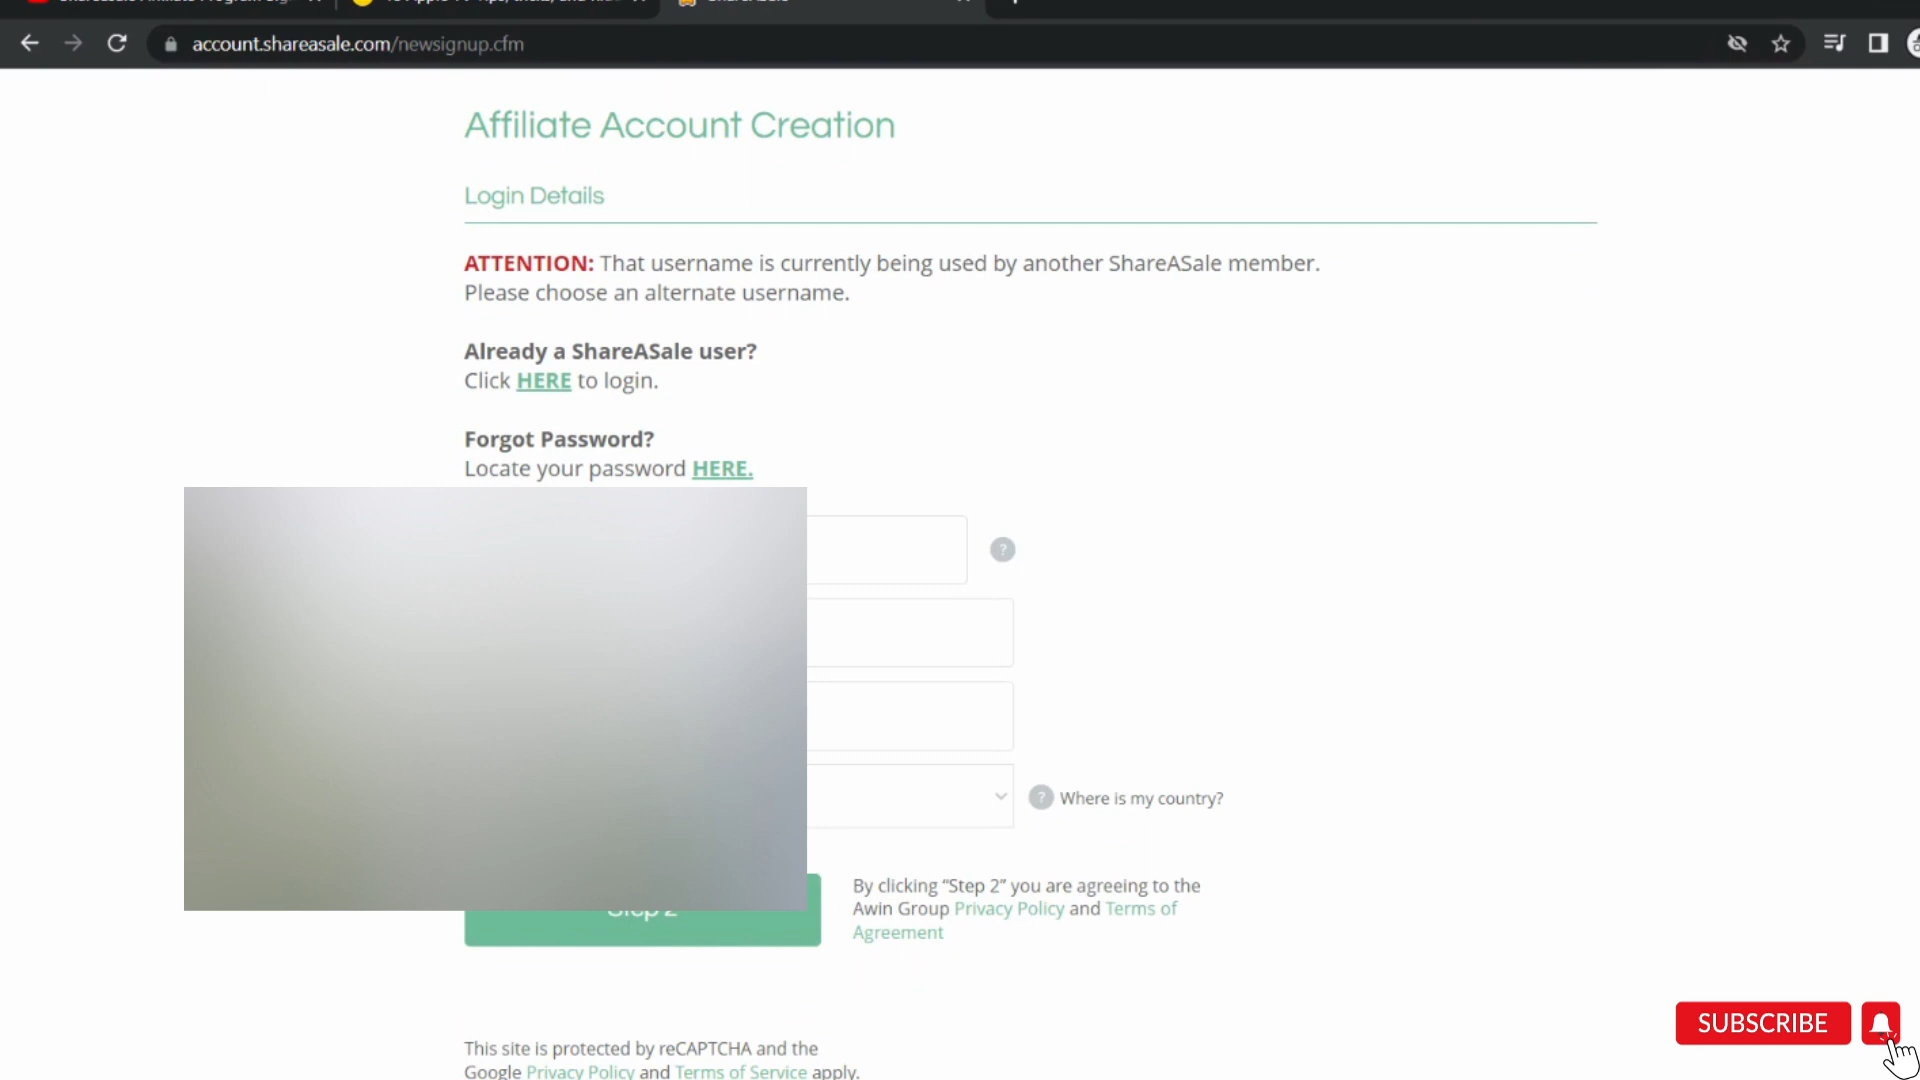 account.shareasale.com/newsignup.cfm
Affiliate Account Creation
Login Details
ATTENTION: That username is currently being used by another ShareASale member.
Please choose an alternate username.
Already a ShareASale user?
Click HERE to login.
Forgot Password?
Locate your password HERE.
?
? Where is my country?
Step 2
By clicking “Step 2” you are agreeing to the
Awin Group Privacy Policy and Terms of
Agreement
SUBSCRIBE
This site is protected by reCAPTCHA and the
Google Privacy Policy and Terms of Service apply.